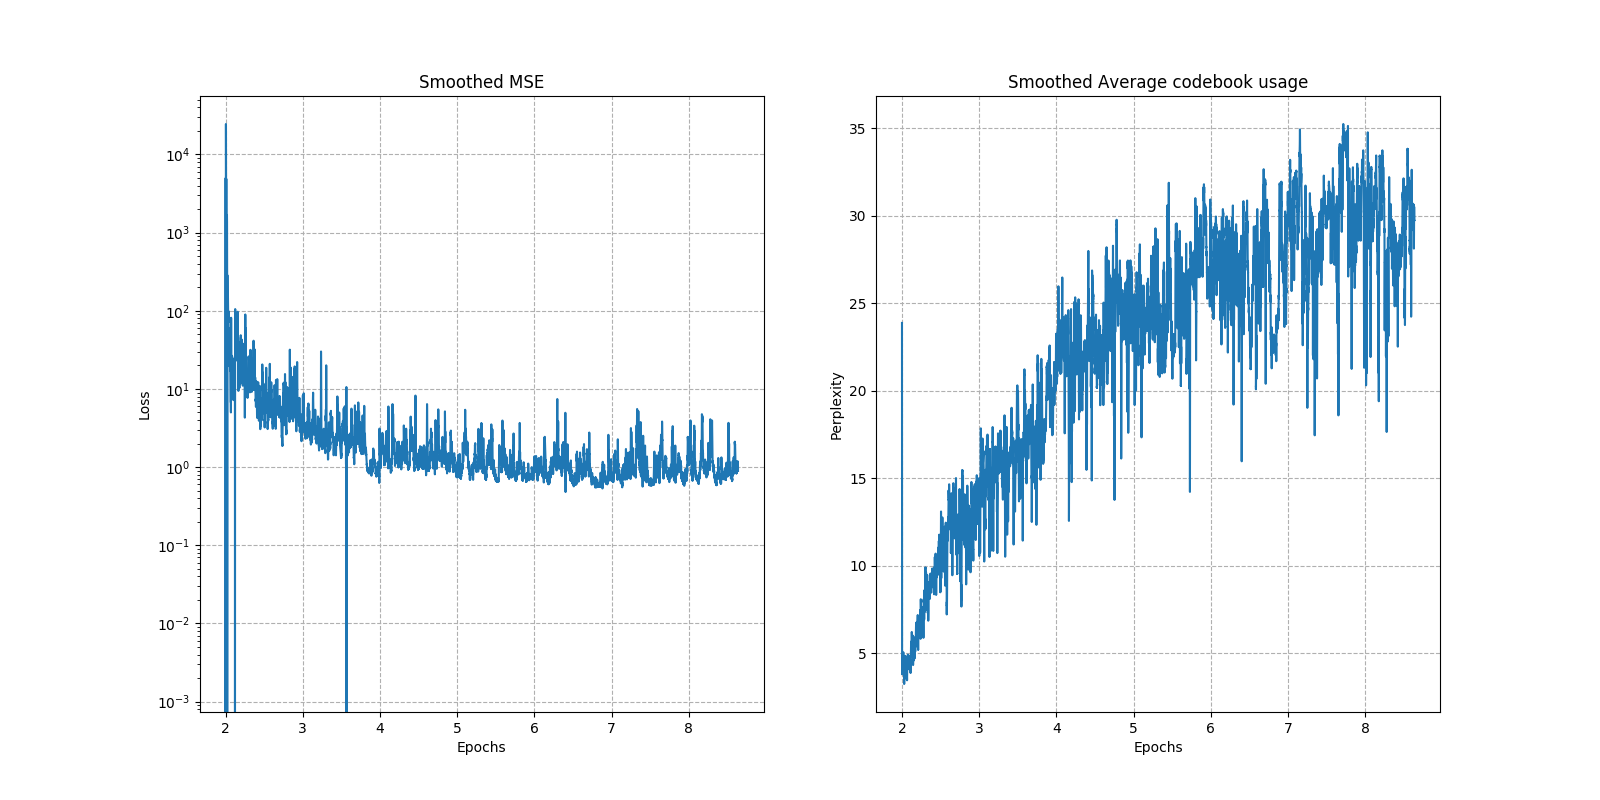 Smoothed MSE
Loss
10^4
10^3
10^2
10^1
10^0
10^-1
10^-2
10^-3
2 3 4 5 6 7 8
Epochs
Smoothed Average codebook usage
Perplexity
35
30
25
20
15
10
5
2 3 4 5 6 7 8
Epochs